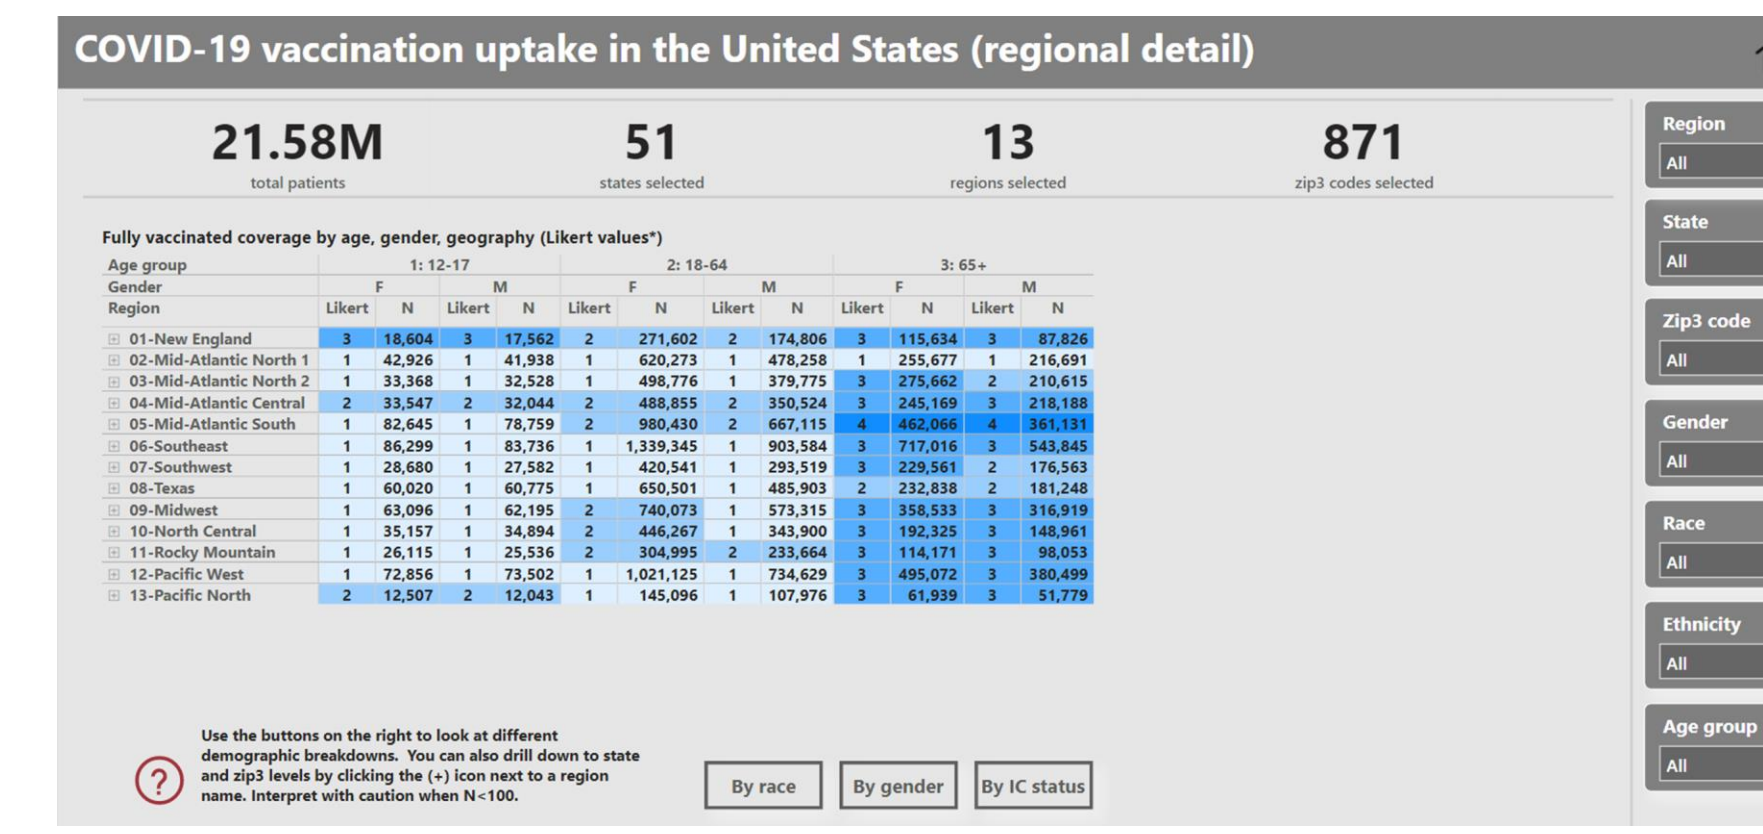 COVID-19 vaccination uptake in the United States (regional detail)
21.58M 51 13 871
total patients states selected regions selected zip3 codes selected
Fully vaccinated coverage by age, gender, geography (Likert values*)
Age group 1: 12-17 2: 18-64 3: 65+
Gender F M F M F M
Region Likert N Likert N Likert N Likert N Likert N Likert N
01-New England 3 18,604 3 17,562 2 271,602 2 174,806 3 115,634 3 87,826
02-Mid-Atlantic North 1 1 42,926 1 41,938 1 620,273 1 478,258 1 255,677 1 216,691
03-Mid-Atlantic North 2 1 33,368 1 32,528 1 498,776 1 379,775 3 275,662 2 210,615
04-Mid-Atlantic Central 2 33,547 2 32,044 2 488,855 2 350,524 3 245,169 3 218,188
05-Mid-Atlantic South 1 82,645 1 78,759 2 980,430 2 667,115 4 462,066 4 361,131
06-Southeast 1 86,299 1 83,736 1 1,339,345 1 903,584 3 717,016 3 543,845
07-Southwest 1 28,680 1 27,582 1 420,541 1 293,519 3 229,561 2 176,563
08-Texas 1 60,020 1 60,775 1 650,501 1 485,903 2 232,838 2 181,248
09-Midwest 1 63,096 1 62,195 2 740,073 1 573,315 3 358,533 3 316,919
10-North Central 1 35,157 1 34,894 2 446,267 1 343,900 3 192,325 3 148,961
11-Rocky Mountain 1 26,115 1 25,536 2 304,995 2 233,664 3 114,171 3 98,053
12-Pacific West 1 72,856 1 73,502 1 1,021,125 1 734,629 3 495,072 3 380,499
13-Pacific North 2 12,507 2 12,043 1 145,096 1 107,976 3 61,939 3 51,779
?
Use the buttons on the right to look at different
demographic breakdowns. You can also drill down to state
and zip3 levels by clicking the (+) icon next to a region
name. Interpret with caution when N<100.
By race By gender By IC status
Region
All
State
All
Zip3 code
All
Gender
All
Race
All
Ethnicity
All
Age group
All